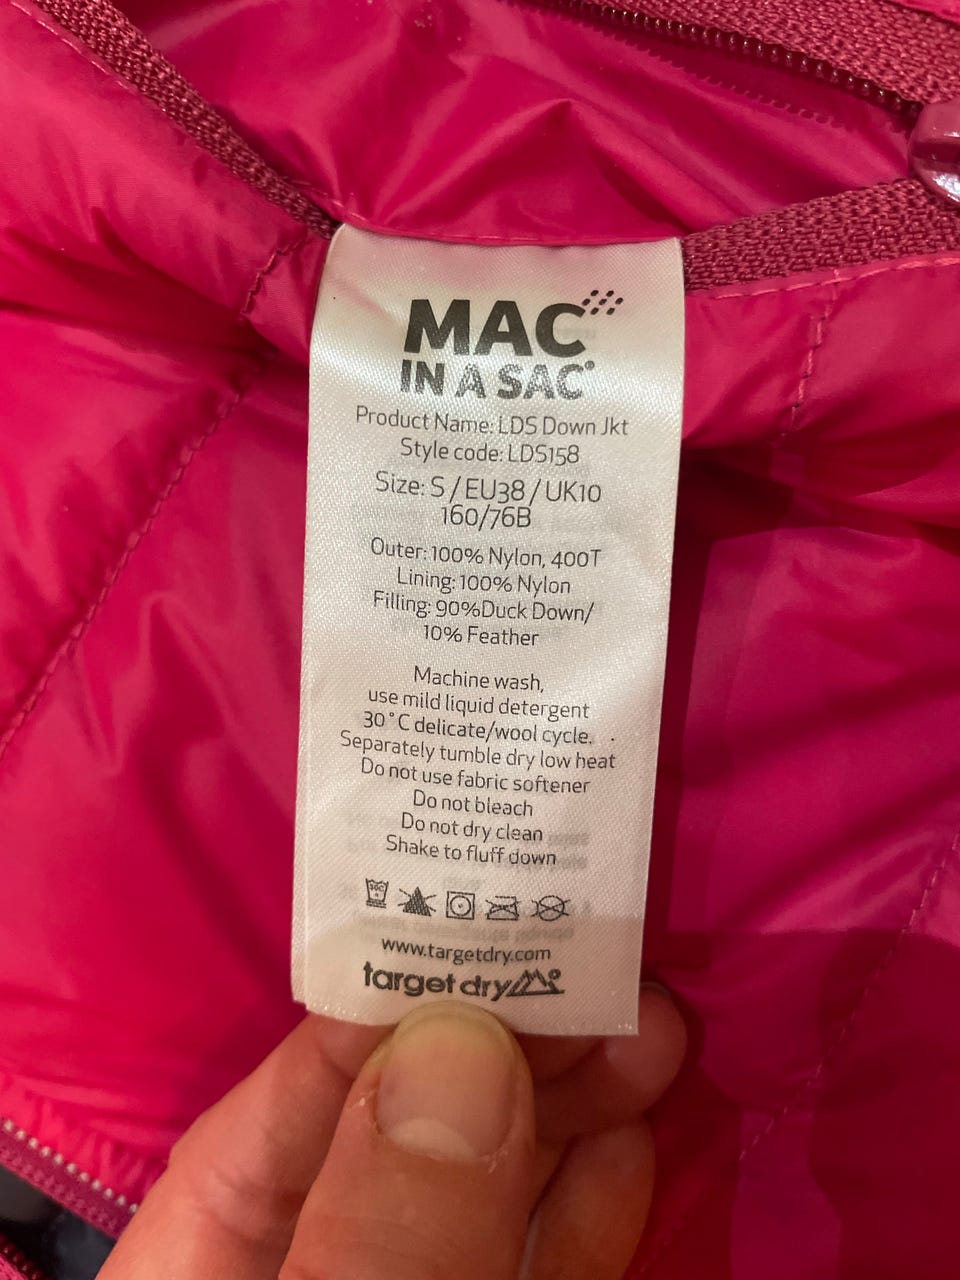 MAC
IN A SAC®
Product Name: LDS Down Jkt
Style code: LDS158
Size: S / EU38 / UK10
160/76B
Outer: 100% Nylon, 400T
Lining: 100% Nylon
Filling: 90%Duck Down/
10% Feather
Machine wash,
use mild liquid detergent
30°C delicate/wool cycle.
Separately tumble dry low heat
Do not use fabric softener
Do not bleach
Do not dry clean
Shake to fluff down
www.targetdry.com
target dry